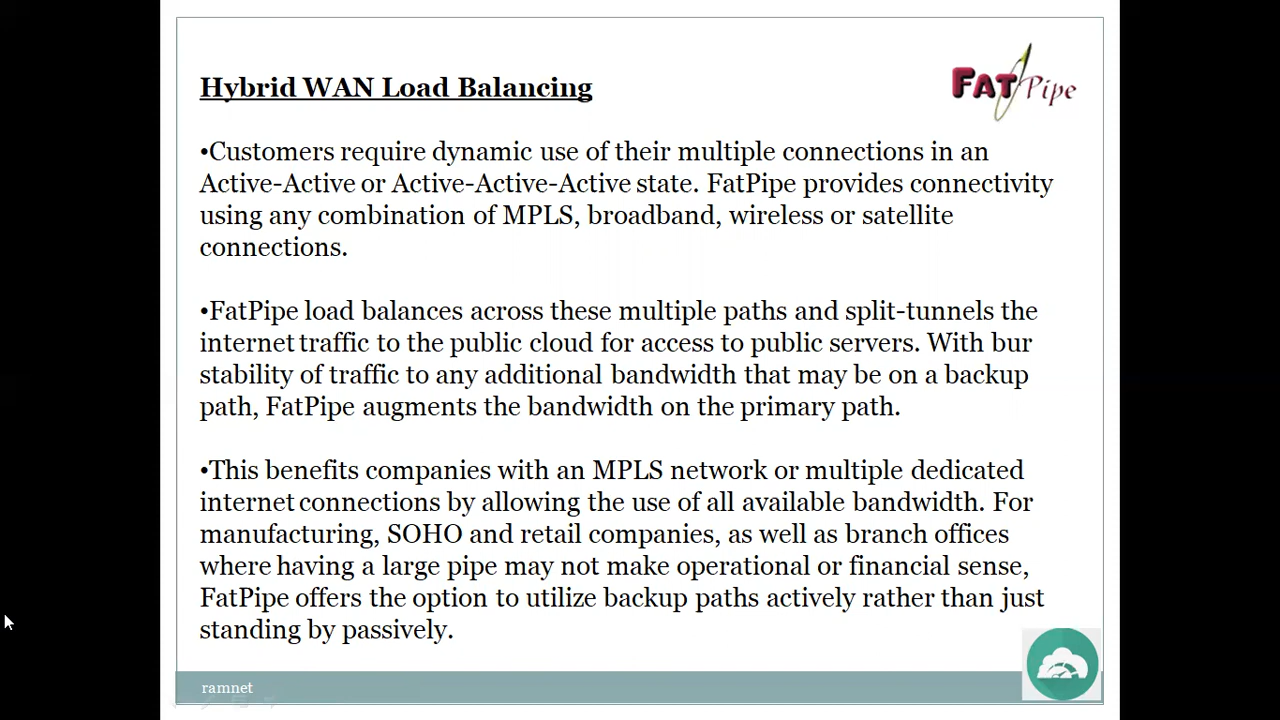 Hybrid WAN Load Balancing
FATPipe
•Customers require dynamic use of their multiple connections in an
Active-Active or Active-Active-Active state. FatPipe provides connectivity
using any combination of MPLS, broadband, wireless or satellite
connections.
•FatPipe load balances across these multiple paths and split-tunnels the
internet traffic to the public cloud for access to public servers. With bur
stability of traffic to any additional bandwidth that may be on a backup
path, FatPipe augments the bandwidth on the primary path.
•This benefits companies with an MPLS network or multiple dedicated
internet connections by allowing the use of all available bandwidth. For
manufacturing, SOHO and retail companies, as well as branch offices
where having a large pipe may not make operational or financial sense,
FatPipe offers the option to utilize backup paths actively rather than just
standing by passively.
ramnet